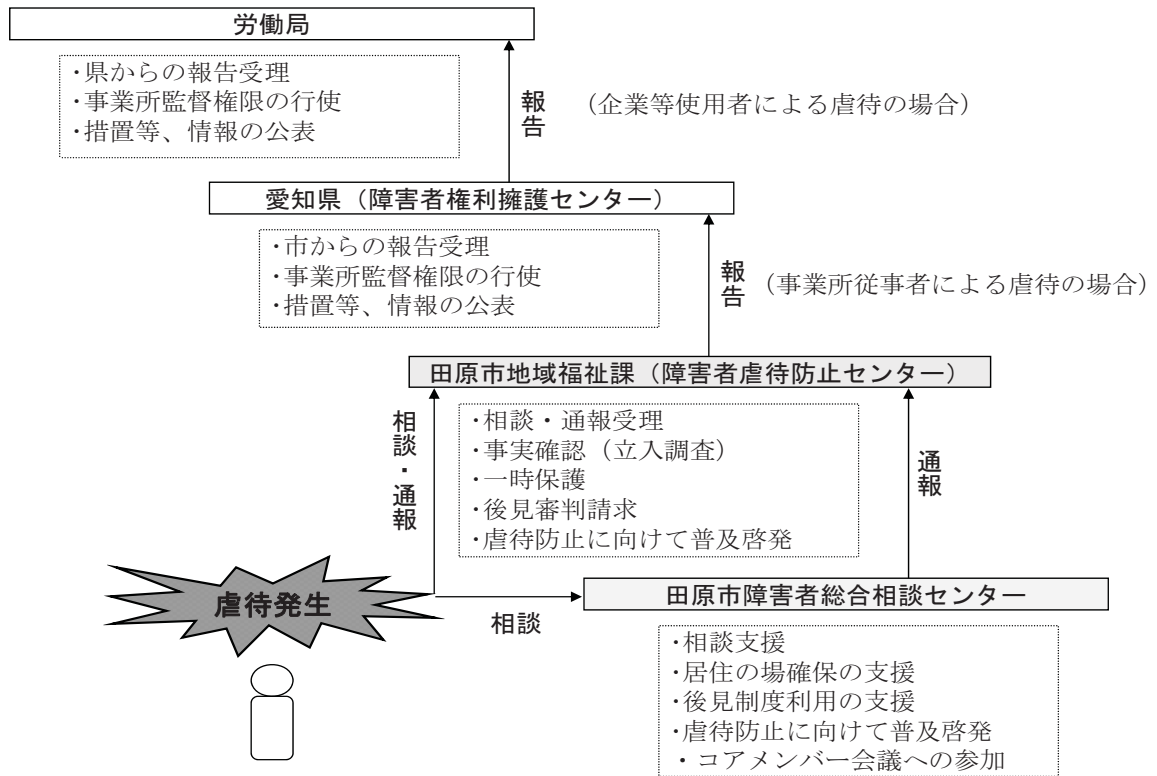 労働局
・県からの報告受理
・事業所監督権限の行使
・措置等、情報の公表
報告
(企業等使用者による虐待の場合)
愛知県(障害者権利擁護センター)
・市からの報告受理
・事業所監督権限の行使
・措置等、情報の公表
報告
(事業所従事者による虐待の場合)
田原市地域福祉課(障害者虐待防止センター)
相談・通報
・相談・通報受理
・事実確認(立入調査)
・一時保護
・後見審判請求
・虐待防止に向けて普及啓発
通報
虐待発生
相談
田原市障害者総合相談センター
・相談支援
・居住の場確保の支援
・後見制度利用の支援
・虐待防止に向けて普及啓発
・コアメンバー会議への参加